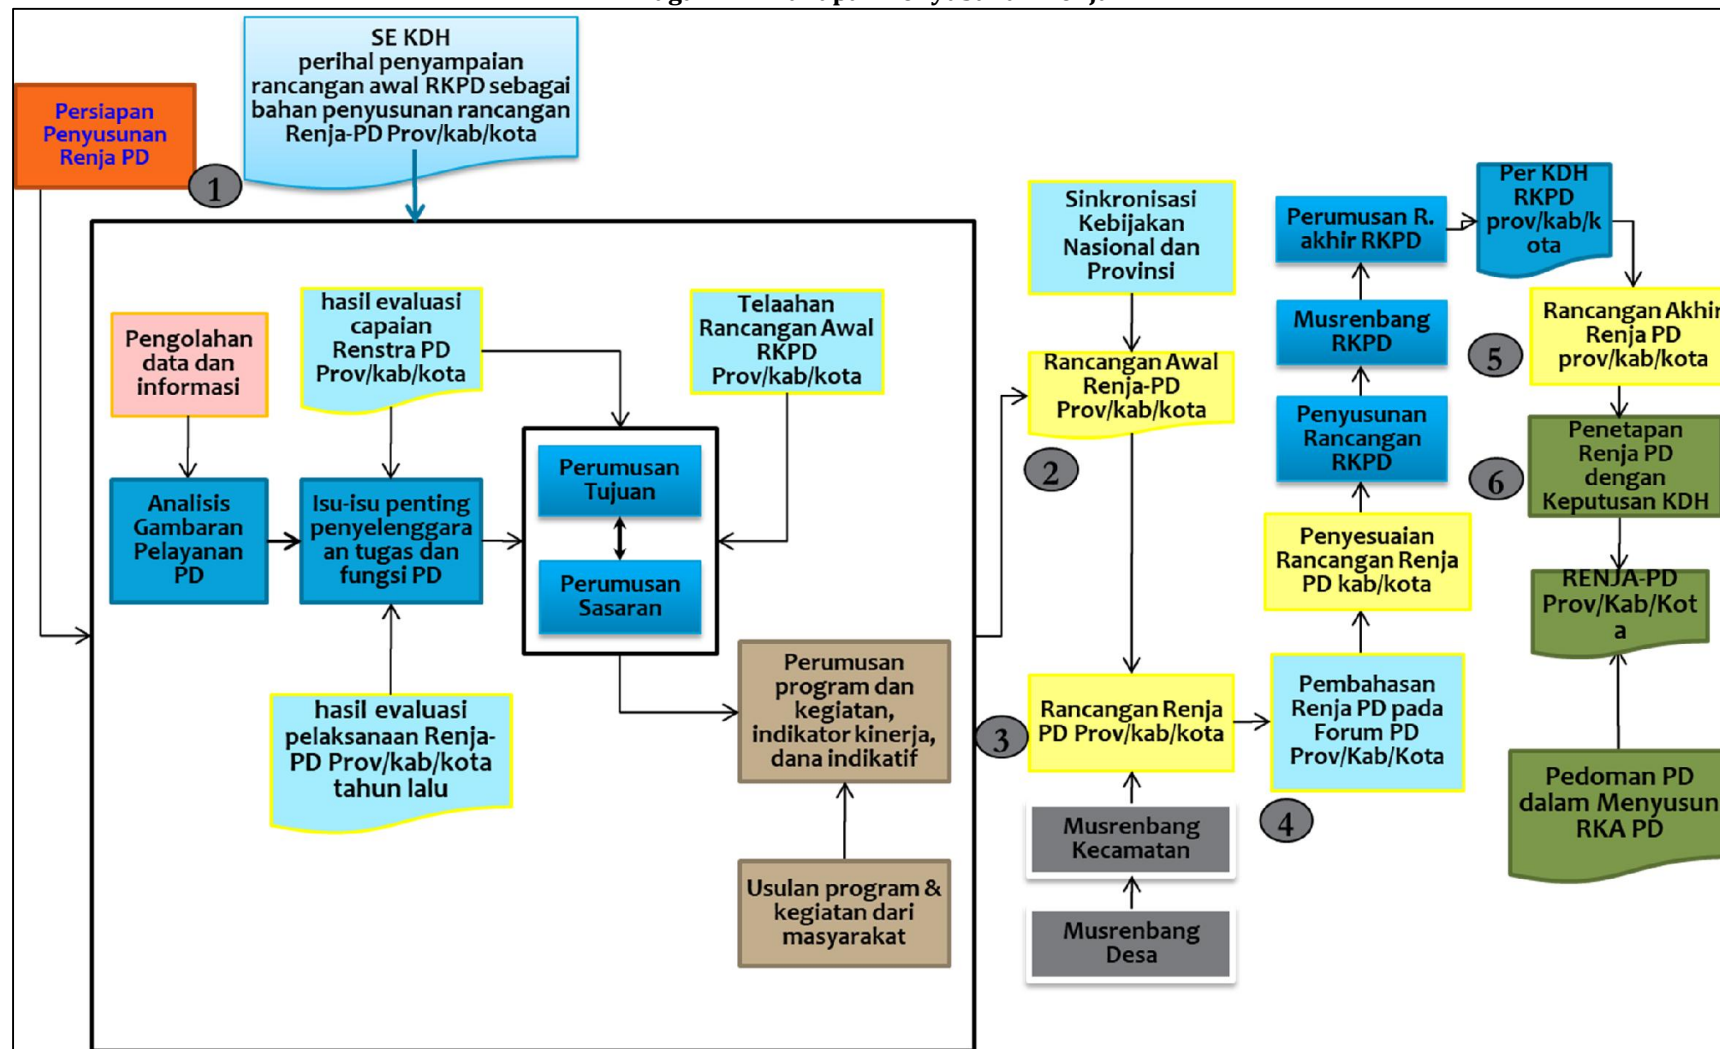 SE KDH
perihal penyampaian
rancangan awal RKPD sebagai
bahan penyusunan rancangan
Renja-PD Prov/kab/kota
Persiapan
Penyusunan
Renja PD
1
hasil evaluasi
capaian
Renstra PD
Prov/kab/kota
Telaahan
Rancangan Awal
RKPD
Prov/kab/kota
Pengolahan
data dan
informasi
Analisis
Gambaran
Pelayanan
PD
Isu-isu penting
penyelenggara
an tugas dan
fungsi PD
Perumusan
Tujuan
Perumusan
Sasaran
hasil evaluasi
pelaksanaan Renja-
PD Prov/kab/kota
tahun lalu
Perumusan
program dan
kegiatan,
indikator kinerja,
dana indikatif
Usulan program &
kegiatan dari
masyarakat
Sinkronisasi
Kebijakan
Nasional dan
Provinsi
Rancangan Awal
Renja-PD
Prov/kab/kota
2
3
Rancangan Renja
PD Prov/kab/kota
Musrenbang
Kecamatan
Musrenbang
Desa
Perumusan R.
akhir RKPD
Musrenbang
RKPD
Penyusunan
Rancangan
RKPD
Penyesuaian
Rancangan Renja
PD kab/kota
Pembahasan
Renja PD pada
Forum PD
Prov/Kab/Kota
4
Per KDH
RKPD
prov/kab/k
ota
5
Rancangan Akhir
Renja PD
prov/kab/kota
6
Penetapan
Renja PD
dengan
Keputusan KDH
RENJA-PD
Prov/Kab/Kot
a
Pedoman PD
dalam Menyusun
RKA PD